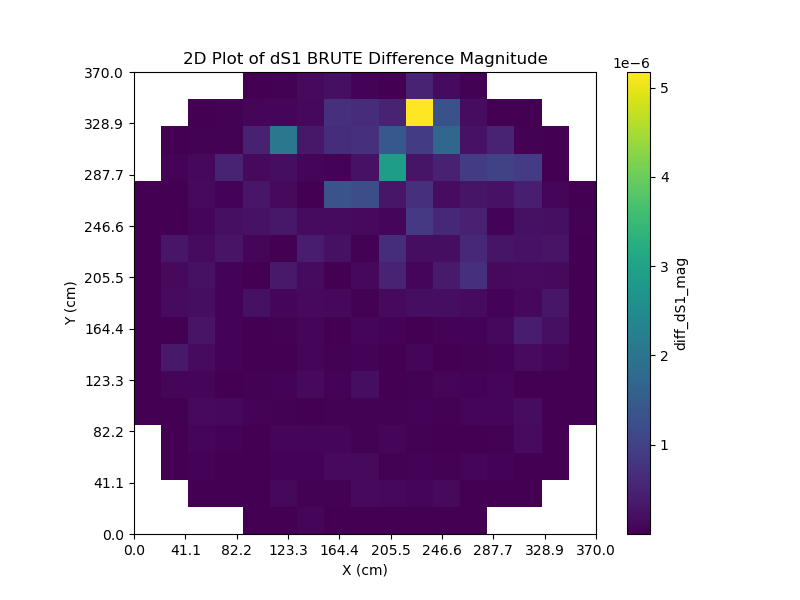 2D Plot of dS1 BRUTE Difference Magnitude
1e−6
370.0
328.9
287.7
246.6
205.5
164.4
123.3
82.2
41.1
0.0
Y (cm)
0.0 41.1 82.2 123.3 164.4 205.5 246.6 287.7 328.9 370.0
X (cm)
5
4
3
2
1
diff_dS1_mag